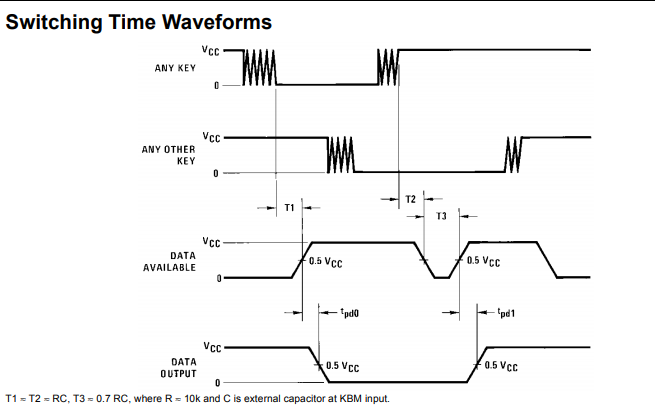 Switching Time Waveforms
VCC
ANY KEY
0
VCC
ANY OTHER
KEY
0
T1
T2
T3
VCC
DATA
AVAILABLE
0
0.5 VCC
0.5 VCC
tpd0
tpd1
VCC
DATA
OUTPUT
0
0.5 VCC
0.5 VCC
T1 ≈ T2 ≈ RC, T3 ≈ 0.7 RC, where R ≈ 10k and C is external capacitor at KBM input.